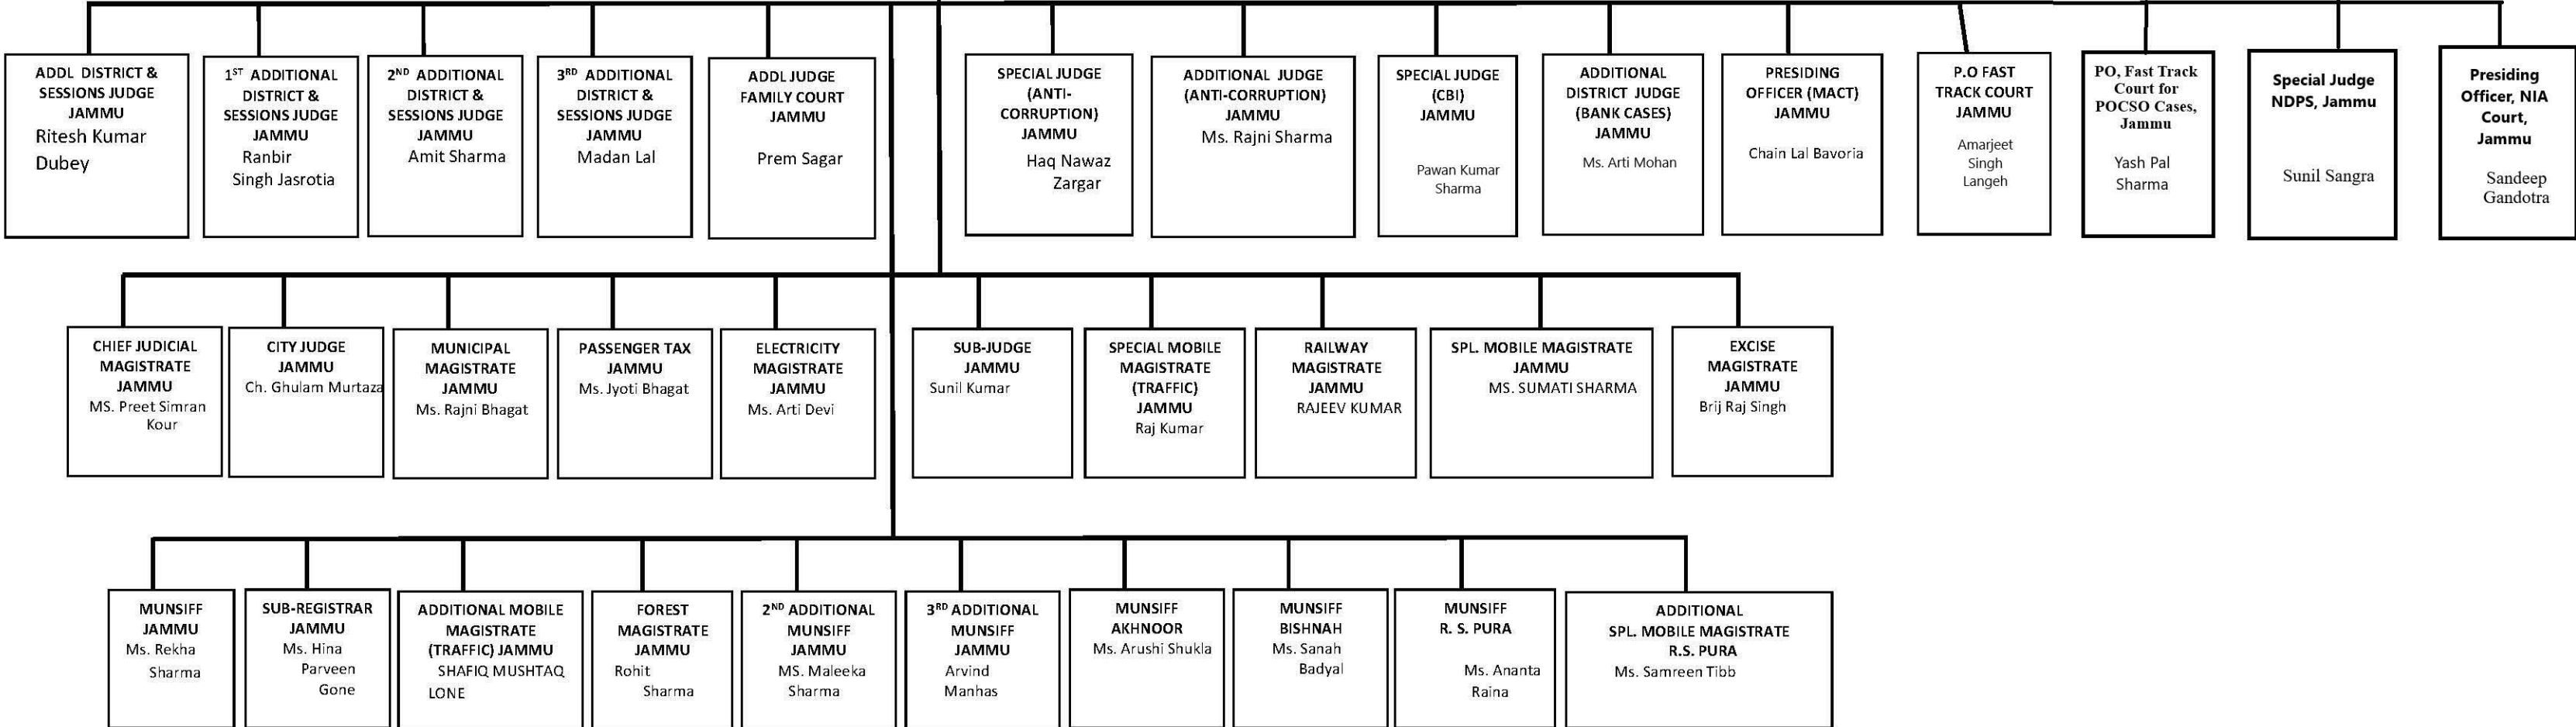 ADDL DISTRICT &
SESSIONS JUDGE
JAMMU
Ritesh Kumar
Dubey
1ST ADDITIONAL
DISTRICT &
SESSIONS JUDGE
JAMMU
Ranbir
Singh Jasrotia
2ND ADDITIONAL
DISTRICT &
SESSIONS JUDGE
JAMMU
Amit Sharma
3RD ADDITIONAL
DISTRICT &
SESSIONS JUDGE
JAMMU
Madan Lal
ADDL JUDGE
FAMILY COURT
JAMMU
Prem Sagar
SPECIAL JUDGE
(ANTI-
CORRUPTION)
JAMMU
Haq Nawaz
Zargar
ADDITIONAL JUDGE
(ANTI-CORRUPTION)
JAMMU
Ms. Rajni Sharma
SPECIAL JUDGE
(CBI)
JAMMU
Pawan Kumar
Sharma
ADDITIONAL
DISTRICT JUDGE
(BANK CASES)
JAMMU
Ms. Arti Mohan
PRESIDING
OFFICER (MACT)
JAMMU
Chain Lal Bavoria
P.O FAST
TRACK COURT
JAMMU
Amarjeet
Singh
Langeh
PO, Fast Track
Court for
POCSO Cases,
Jammu
Yash Pal
Sharma
Special Judge
NDPS, Jammu
Sunil Sangra
Presiding
Officer, NIA
Court,
Jammu
Sandeep
Gandotra
CHIEF JUDICIAL
MAGISTRATE
JAMMU
MS. Preet Simran
Kour
CITY JUDGE
JAMMU
Ch. Ghulam Murtaza
MUNICIPAL
MAGISTRATE
JAMMU
Ms. Rajni Bhagat
PASSENGER TAX
JAMMU
Ms. Jyoti Bhagat
ELECTRICITY
MAGISTRATE
JAMMU
Ms. Arti Devi
SUB-JUDGE
JAMMU
Sunil Kumar
SPECIAL MOBILE
MAGISTRATE
(TRAFFIC)
JAMMU
Raj Kumar
RAILWAY
MAGISTRATE
JAMMU
RAJEEV KUMAR
SPL. MOBILE MAGISTRATE
JAMMU
MS. SUMATI SHARMA
EXCISE
MAGISTRATE
JAMMU
Brij Raj Singh
MUNSIFF
JAMMU
Ms. Rekha
Sharma
SUB-REGISTRAR
JAMMU
Ms. Hina
Parveen
Gone
ADDITIONAL MOBILE
MAGISTRATE
(TRAFFIC) JAMMU
SHAFIQ MUSHTAQ
LONE
FOREST
MAGISTRATE
JAMMU
Rohit
Sharma
2ND ADDITIONAL
MUNSIFF
JAMMU
MS. Maleeka
Sharma
3RD ADDITIONAL
MUNSIFF
JAMMU
Arvind
Manhas
MUNSIFF
AKHNOOR
Ms. Arushi Shukla
MUNSIFF
BISHNAH
Ms. Sanah
Badyal
MUNSIFF
R. S. PURA
Ms. Ananta
Raina
ADDITIONAL
SPL. MOBILE MAGISTRATE
R.S. PURA
Ms. Samreen Tibb